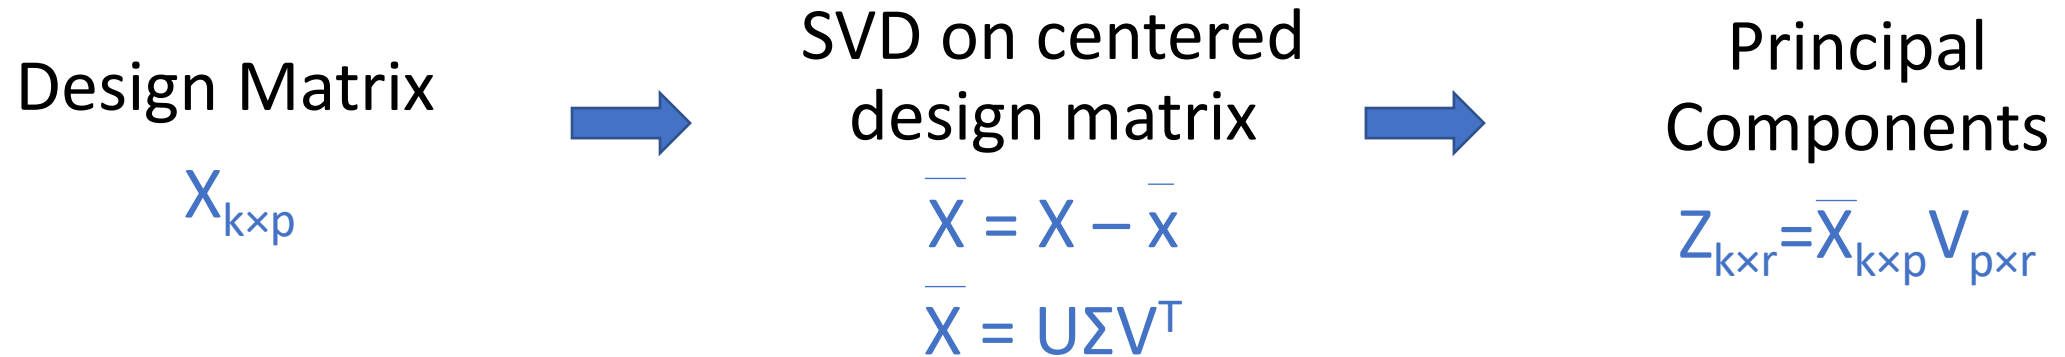 Design Matrix
X_{k×p}
SVD on centered
design matrix
X̅ = X – x̅
X̅ = UΣV^T
Principal
Components
Z_{k×r}=X̅_{k×p}V_{p×r}